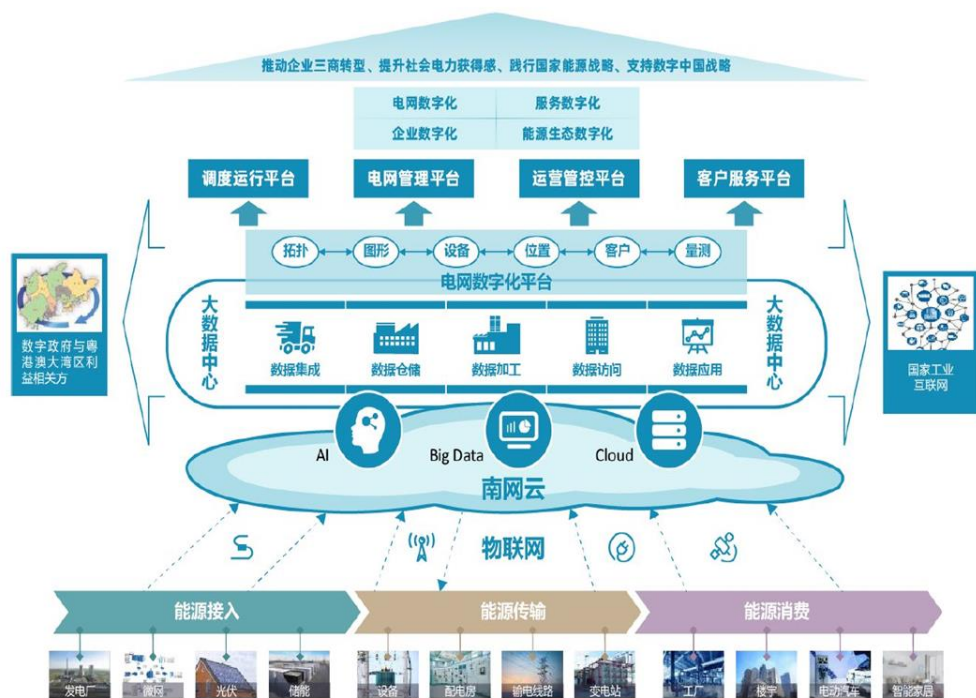 推动企业三商转型、提升社会电力获得感、践行国家能源战略、支持数字中国战略
电网数字化
服务数字化
企业数字化
能源生态数字化
调度运行平台
电网管理平台
运营管控平台
客户服务平台
拓扑
图形
设备
位置
客户
量测
电网数字化平台
数字政府与粤
港澳大湾区利
益相关方
大数据中心
数据集成
数据仓储
数据加工
数据访问
数据应用
大数据中心
国家工业
互联网
AI
Big Data
Cloud
南网云
物联网
能源接入
能源传输
能源消费
发电厂
微网
光伏
储能
设备
配电房
输电线路
变电站
工厂
楼宇
电动汽车
智能家居